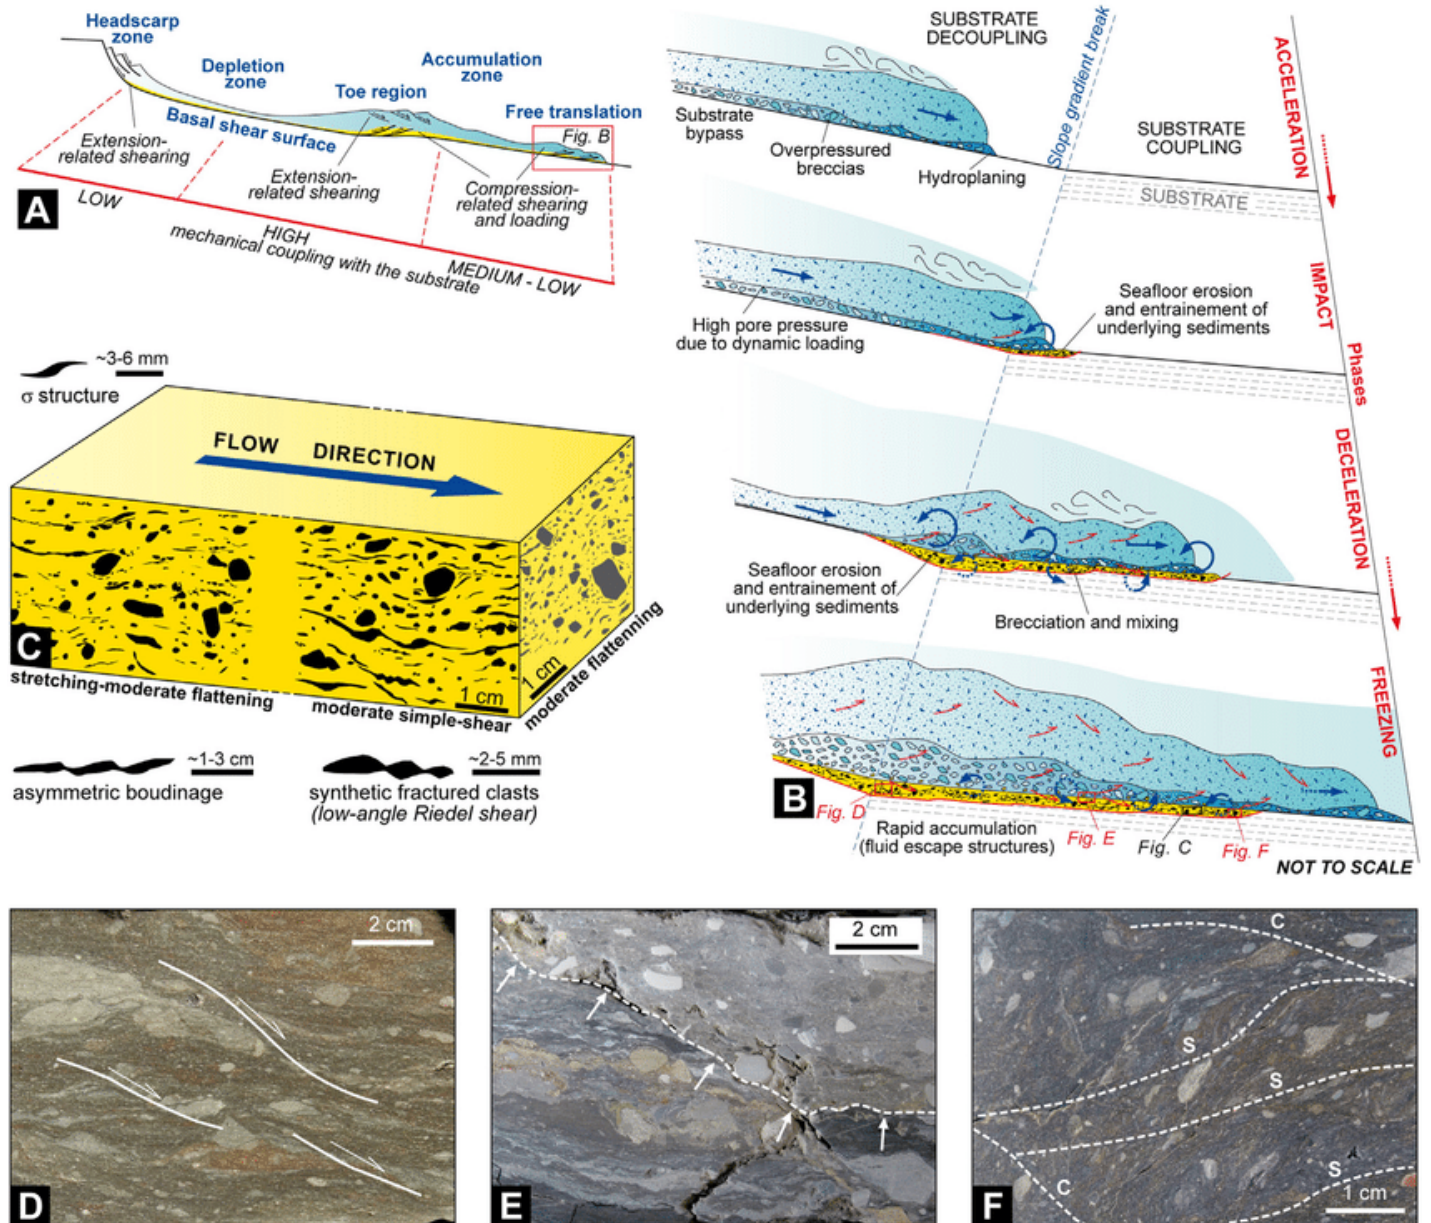 Headscarp
zone
Depletion
zone
Toe region
Accumulation
zone
Free translation
Fig. B
Basal shear surface
Extension-
related shearing
Extension-
related shearing
Compression-
related shearing
and loading
A
LOW
HIGH
mechanical coupling with the substrate
MEDIUM - LOW
SUBSTRATE
DECOUPLING
Slope gradient break
SUBSTRATE
COUPLING
Substrate
bypass
Overpressured
breccias
Hydroplaning
SUBSTRATE
ACCELERATION
High pore pressure
due to dynamic loading
Seafloor erosion
and entrainement of
underlying sediments
IMPACT
Phases
Seafloor erosion
and entrainement of
underlying sediments
Brecciation and mixing
DECELERATION
FREEZING
B
Fig. D
Rapid accumulation
(fluid escape structures)
Fig. E
Fig. C
Fig. F
NOT TO SCALE
~3-6 mm
σ structure
FLOW DIRECTION
C
1 cm
1 cm
stretching-moderate flattening
moderate simple-shear
moderate flattenning
~1-3 cm
asymmetric boudinage
~2-5 mm
synthetic fractured clasts
(low-angle Riedel shear)
2 cm
D
2 cm
E
C
S
S
S
C
1 cm
F